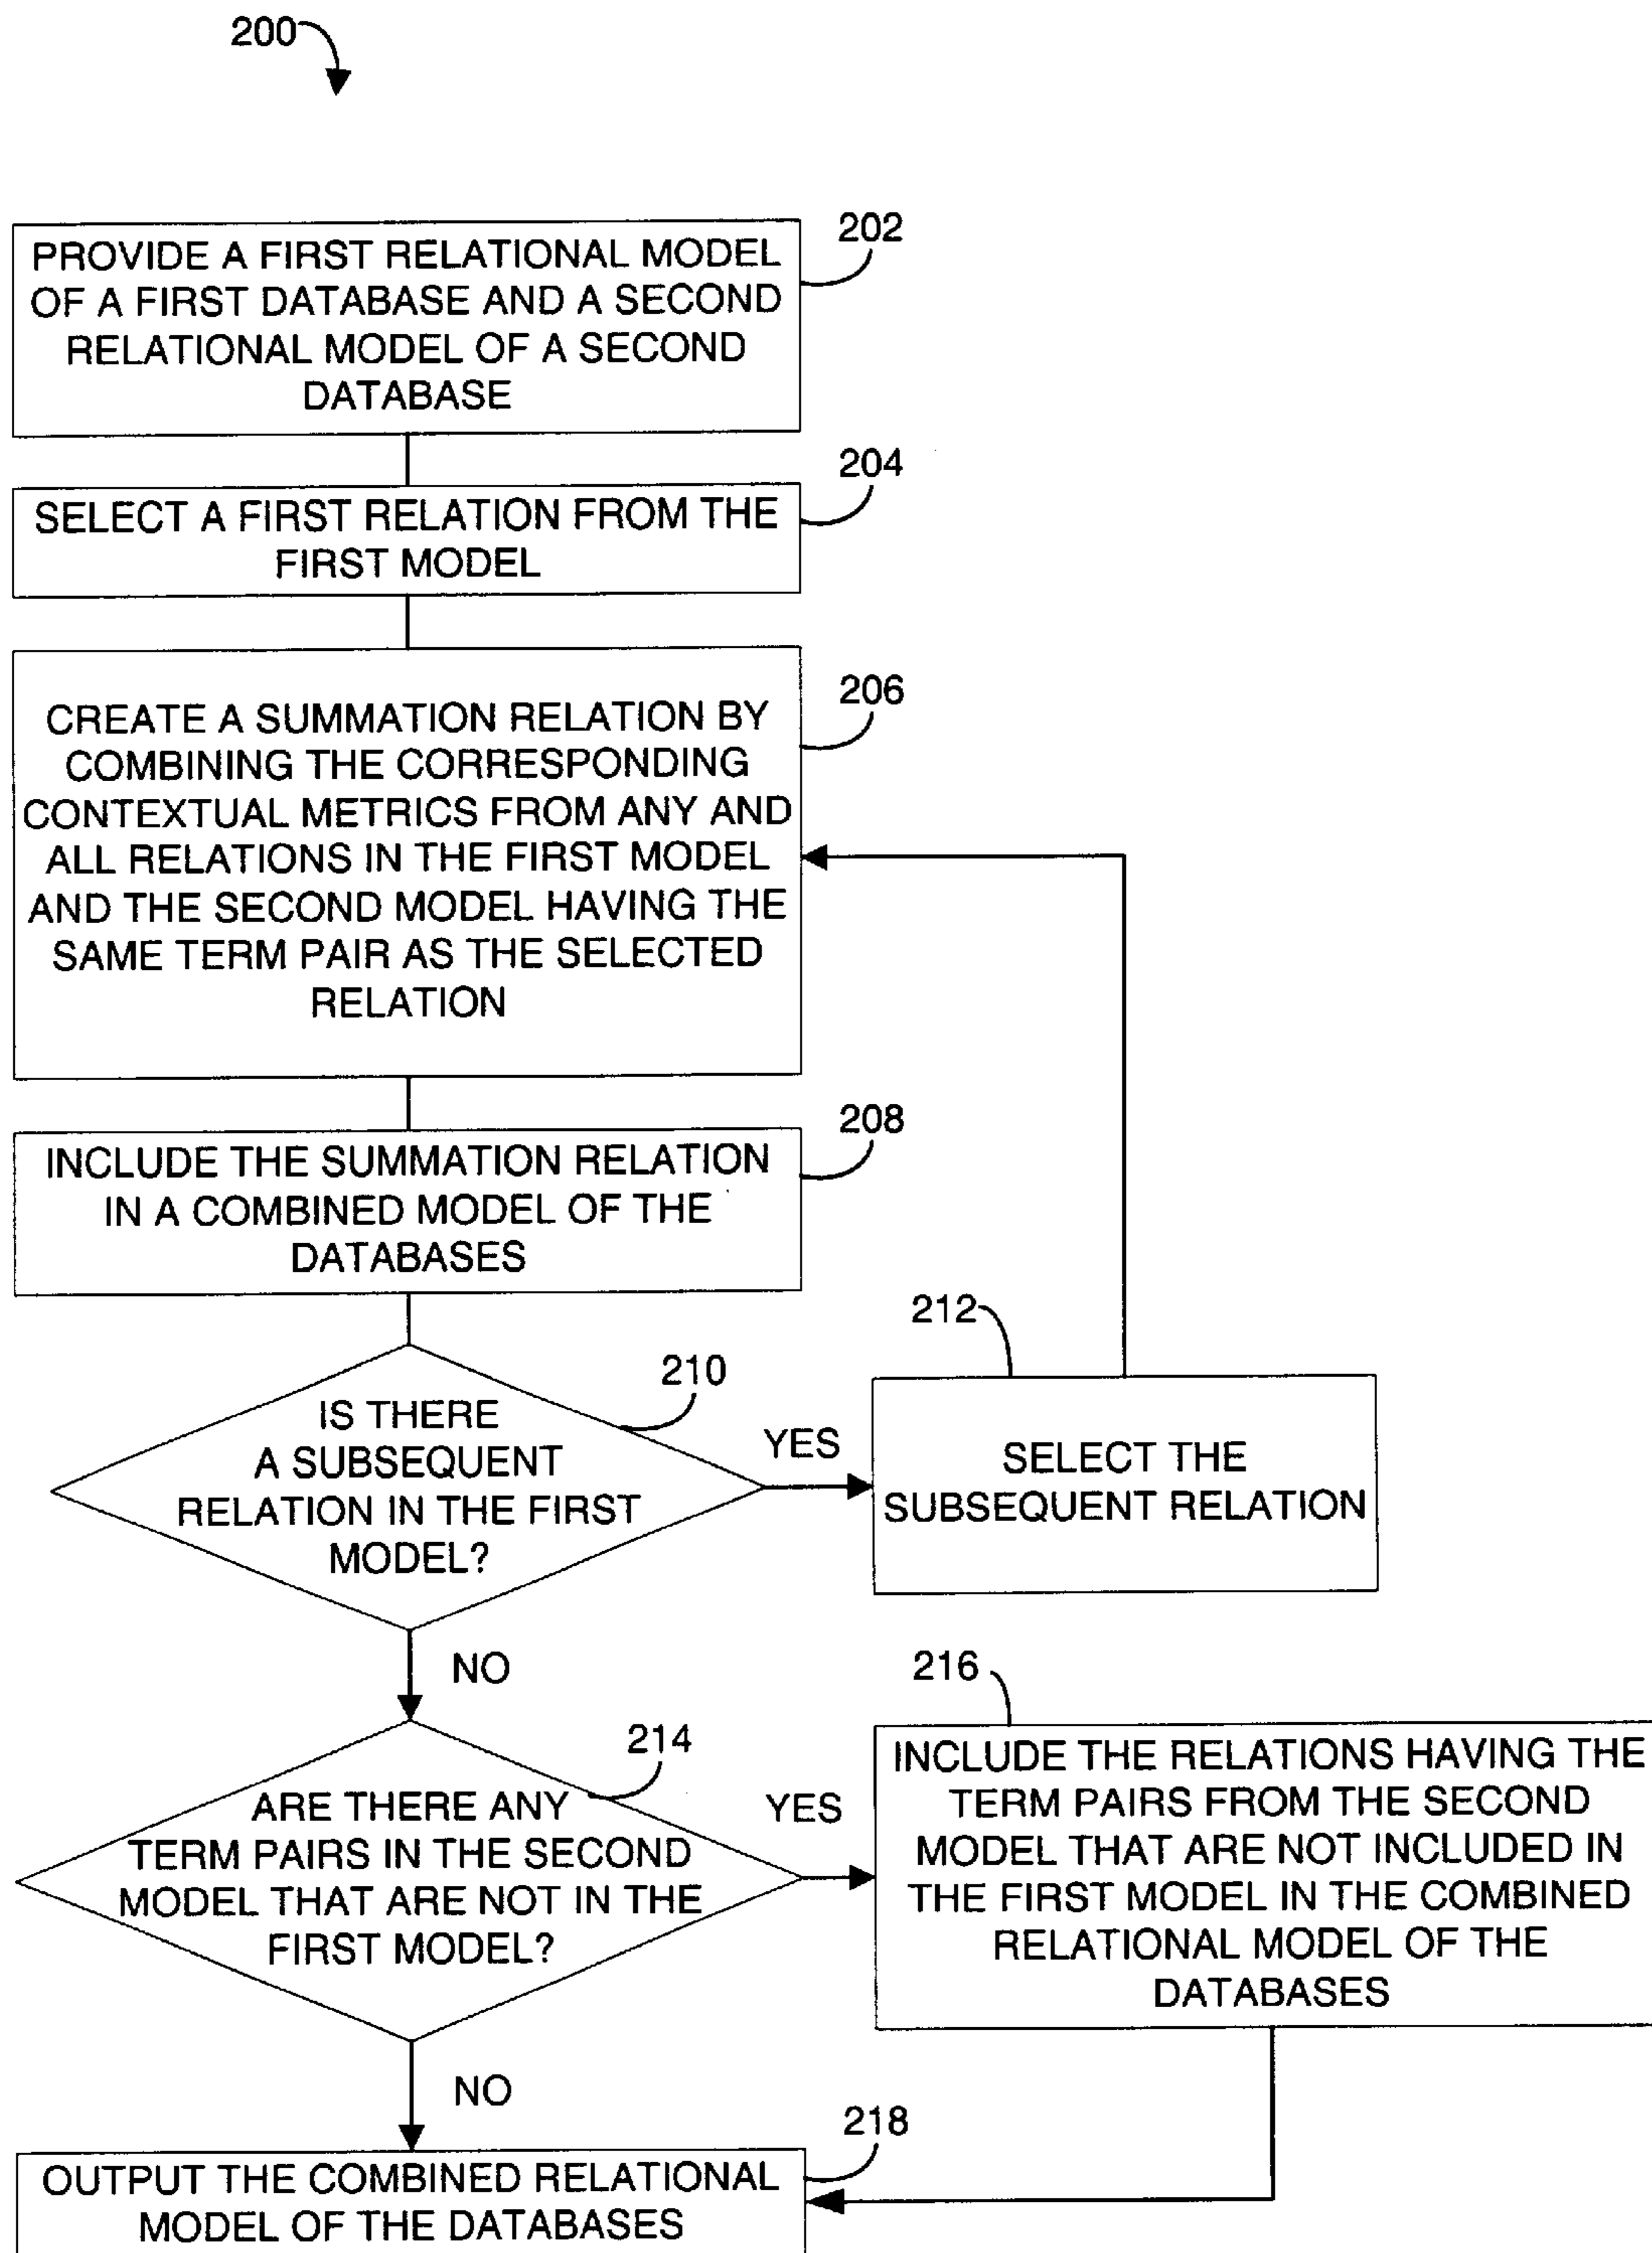 200
202
PROVIDE A FIRST RELATIONAL MODEL
OF A FIRST DATABASE AND A SECOND
RELATIONAL MODEL OF A SECOND
DATABASE
204
SELECT A FIRST RELATION FROM THE
FIRST MODEL
206
CREATE A SUMMATION RELATION BY
COMBINING THE CORRESPONDING
CONTEXTUAL METRICS FROM ANY AND
ALL RELATIONS IN THE FIRST MODEL
AND THE SECOND MODEL HAVING THE
SAME TERM PAIR AS THE SELECTED
RELATION
208
INCLUDE THE SUMMATION RELATION
IN A COMBINED MODEL OF THE
DATABASES
210
IS THERE
A SUBSEQUENT
RELATION IN THE FIRST
MODEL?
YES
212
SELECT THE
SUBSEQUENT RELATION
NO
214
ARE THERE ANY
TERM PAIRS IN THE SECOND
MODEL THAT ARE NOT IN THE
FIRST MODEL?
YES
216
INCLUDE THE RELATIONS HAVING THE
TERM PAIRS FROM THE SECOND
MODEL THAT ARE NOT INCLUDED IN
THE FIRST MODEL IN THE COMBINED
RELATIONAL MODEL OF THE
DATABASES
NO
218
OUTPUT THE COMBINED RELATIONAL
MODEL OF THE DATABASES